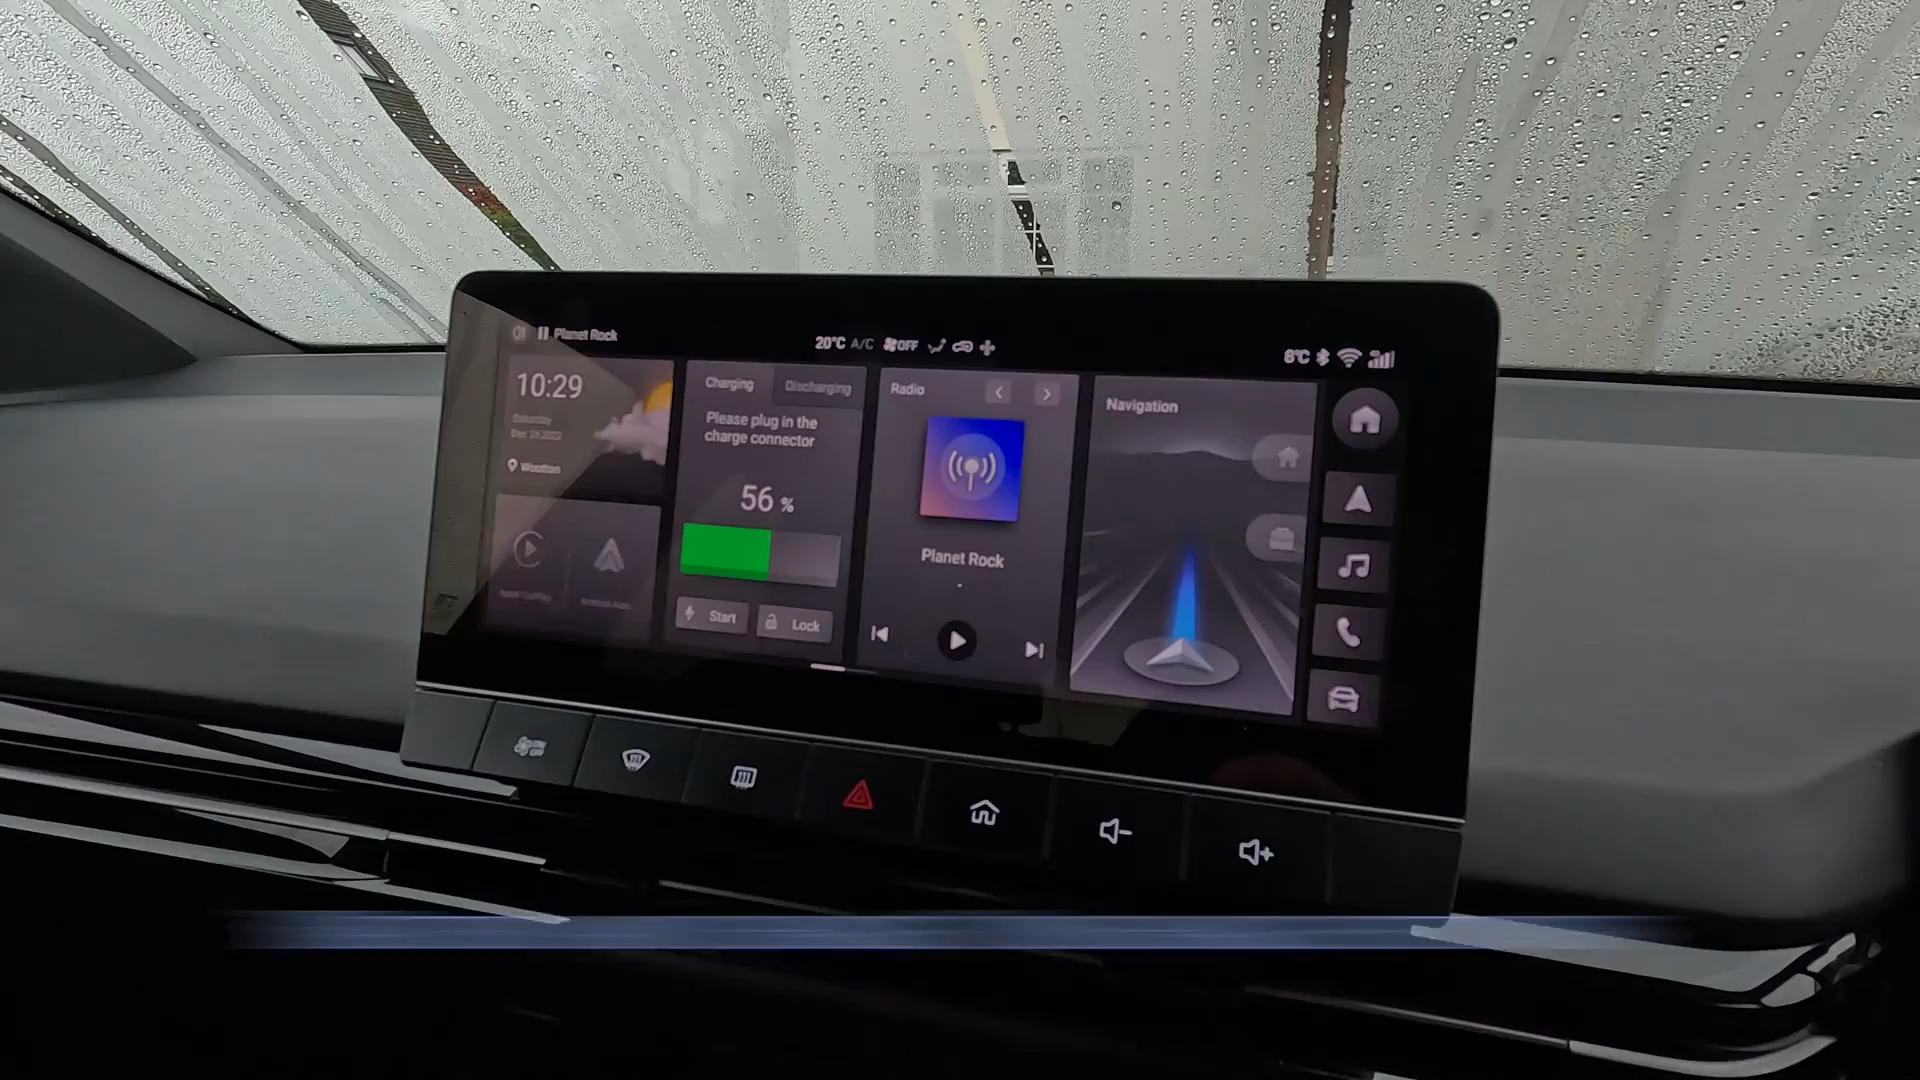 Planet Rock
20°C A/C OFF
8°C
10:29
Saturday
Wootton
Charging Discharging
Please plug in the
charge connector
56 %
Start Lock
Radio
Planet Rock
Navigation